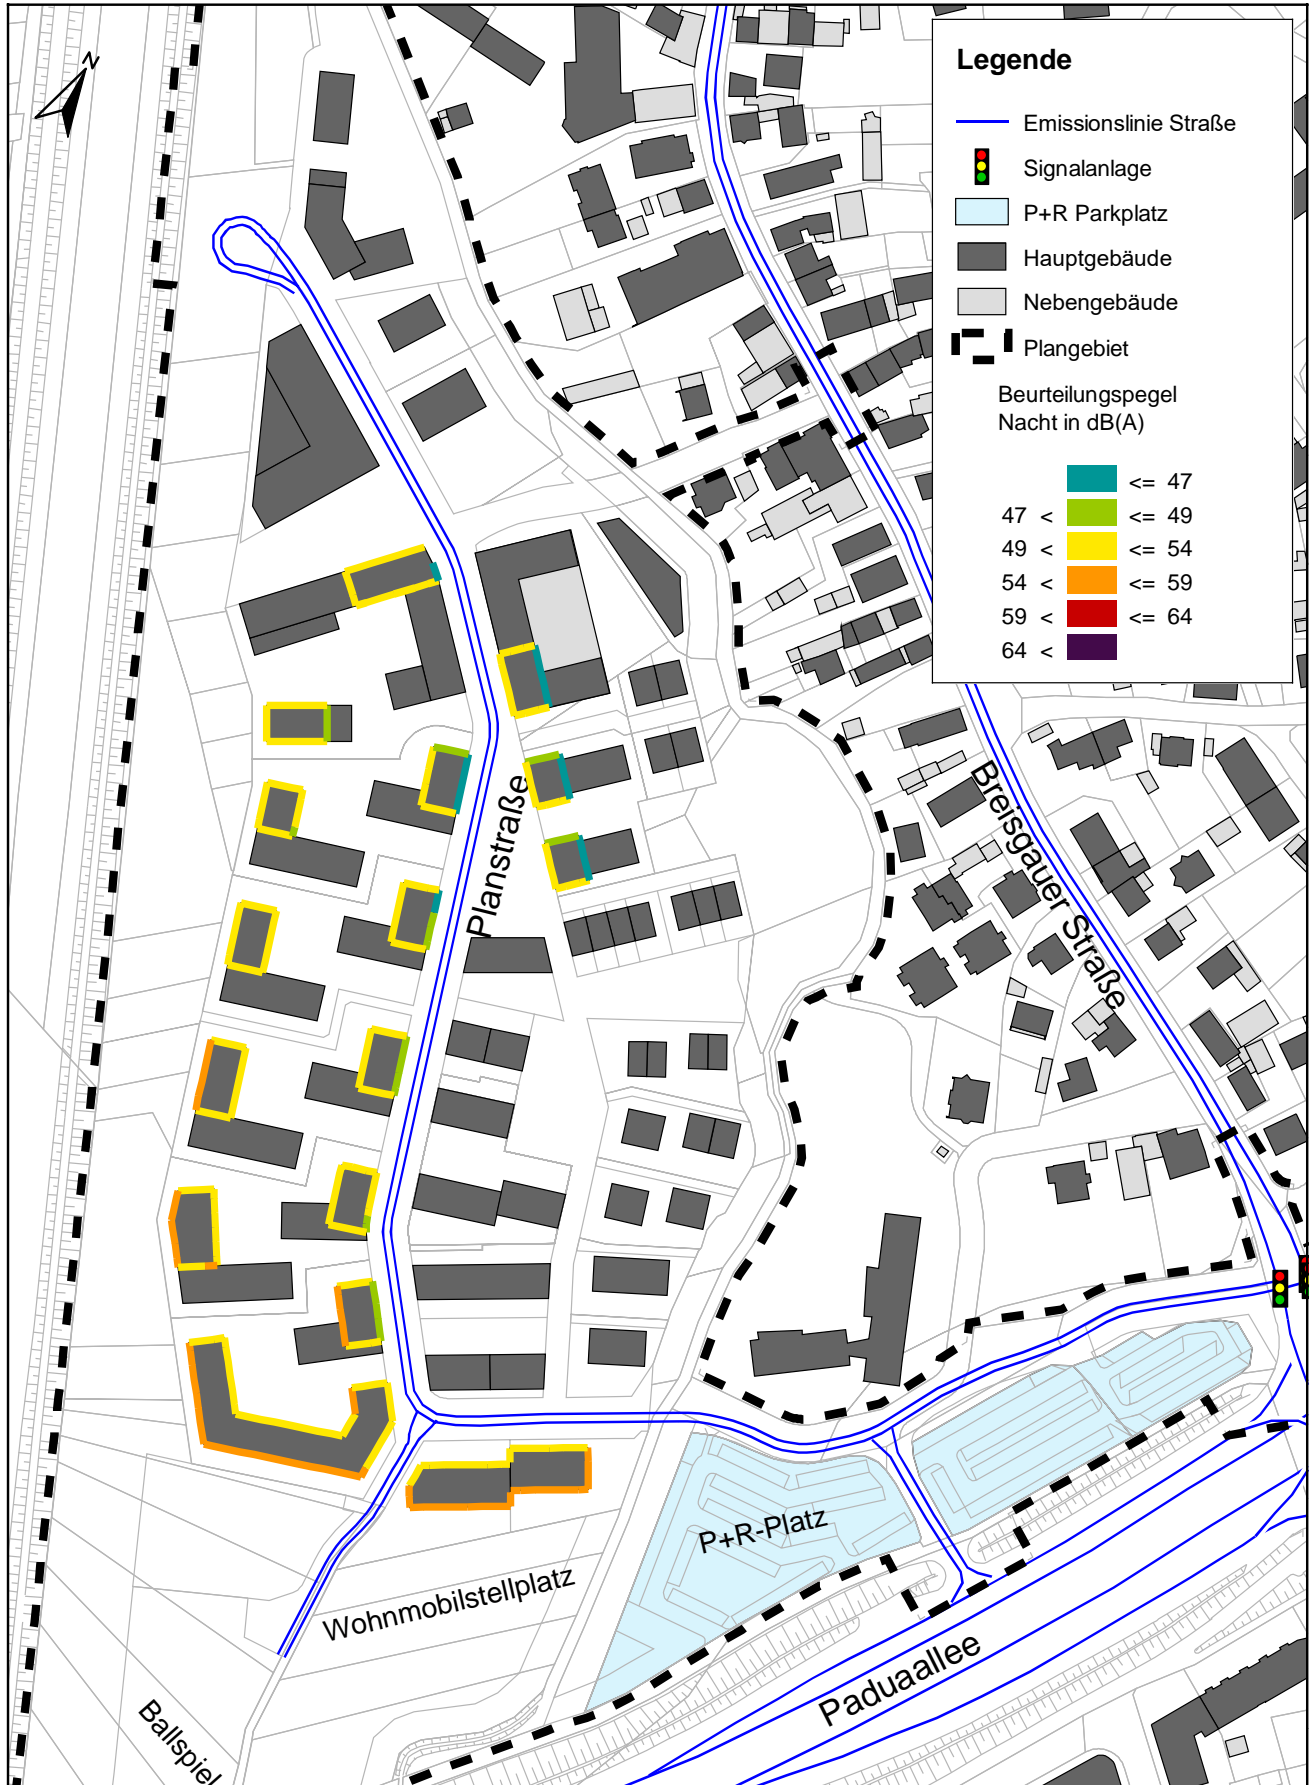 N
Legende
Emissionslinie Straße
Signalanlage
P+R Parkplatz
Hauptgebäude
Nebengebäude
Plangebiet
Beurteilungspegel
Nacht in dB(A)
<= 47
47 < <= 49
49 < <= 54
54 < <= 59
59 < <= 64
64 <
Planstraße
Breisgauer Straße
P+R-Platz
Wohnmobilstellplatz
Paduaallee
Ballspiel